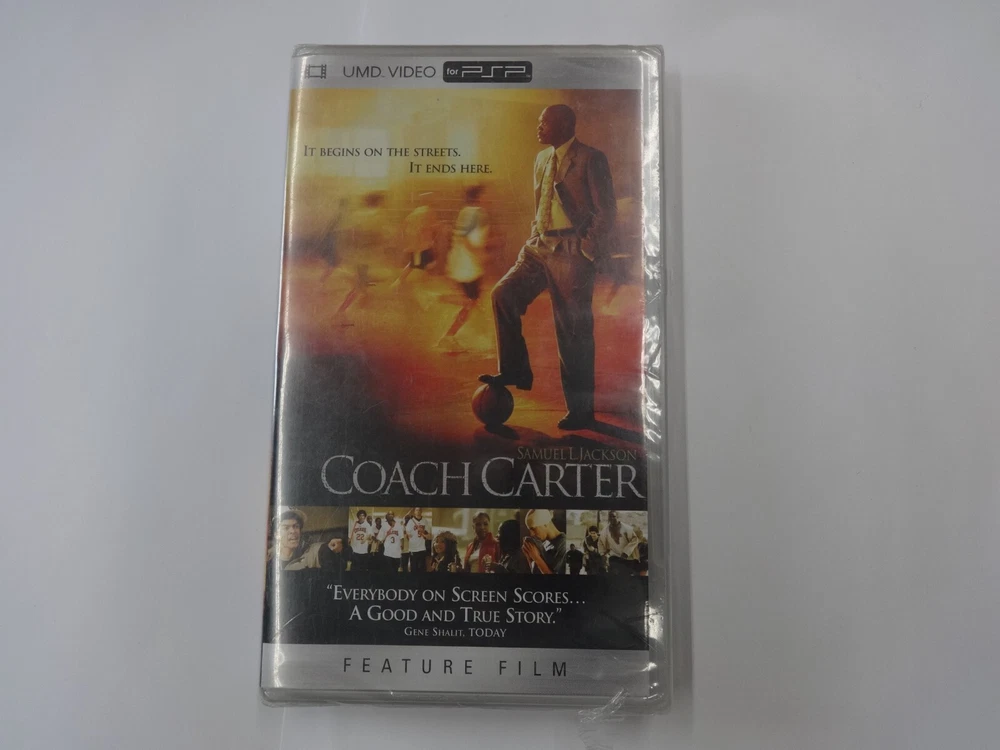 UMD. VIDEO for PSP™
IT BEGINS ON THE STREETS.
IT ENDS HERE.
SAMUEL L JACKSON
COACH CARTER
"EVERYBODY ON SCREEN SCORES...
A GOOD AND TRUE STORY."
GENE SHALIT, TODAY
FEATURE FILM